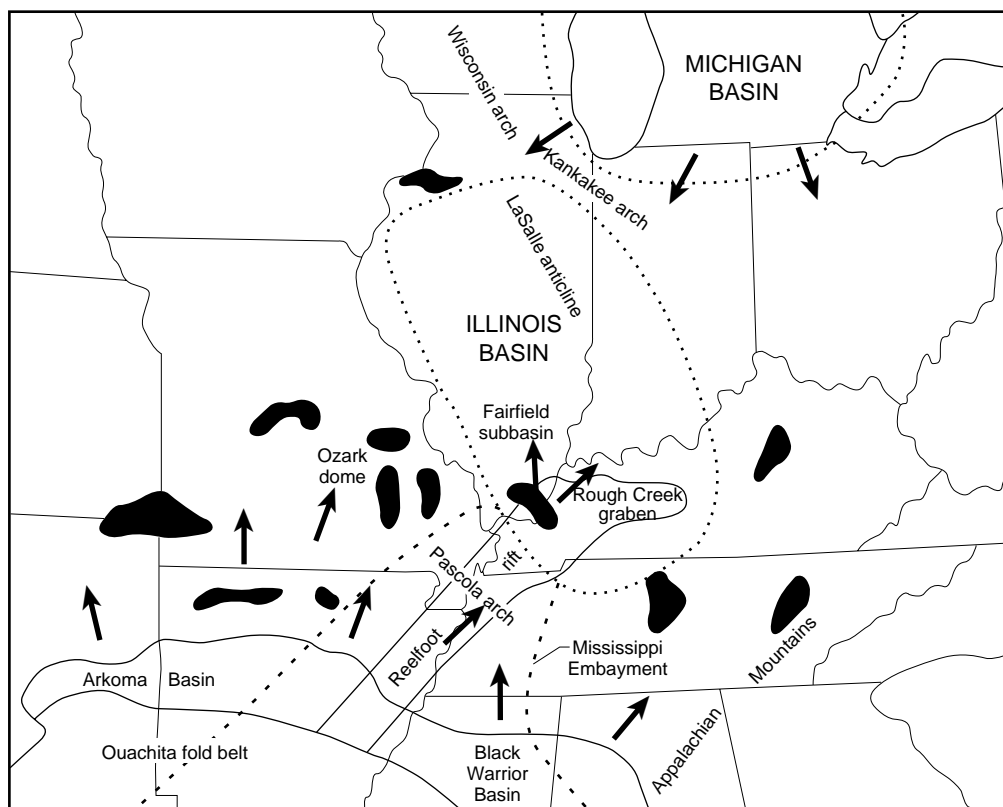 Wisconsin arch
MICHIGAN
BASIN
Kankakee arch
LaSalle anticline
ILLINOIS
BASIN
Fairfield
subbasin
Ozark
dome
Rough Creek
graben
rift
Pascola arch
Reelfoot
Mississippi
Embayment
Mountains
Arkoma
Basin
Ouachita fold belt
Black
Warrior
Basin
Appalachian